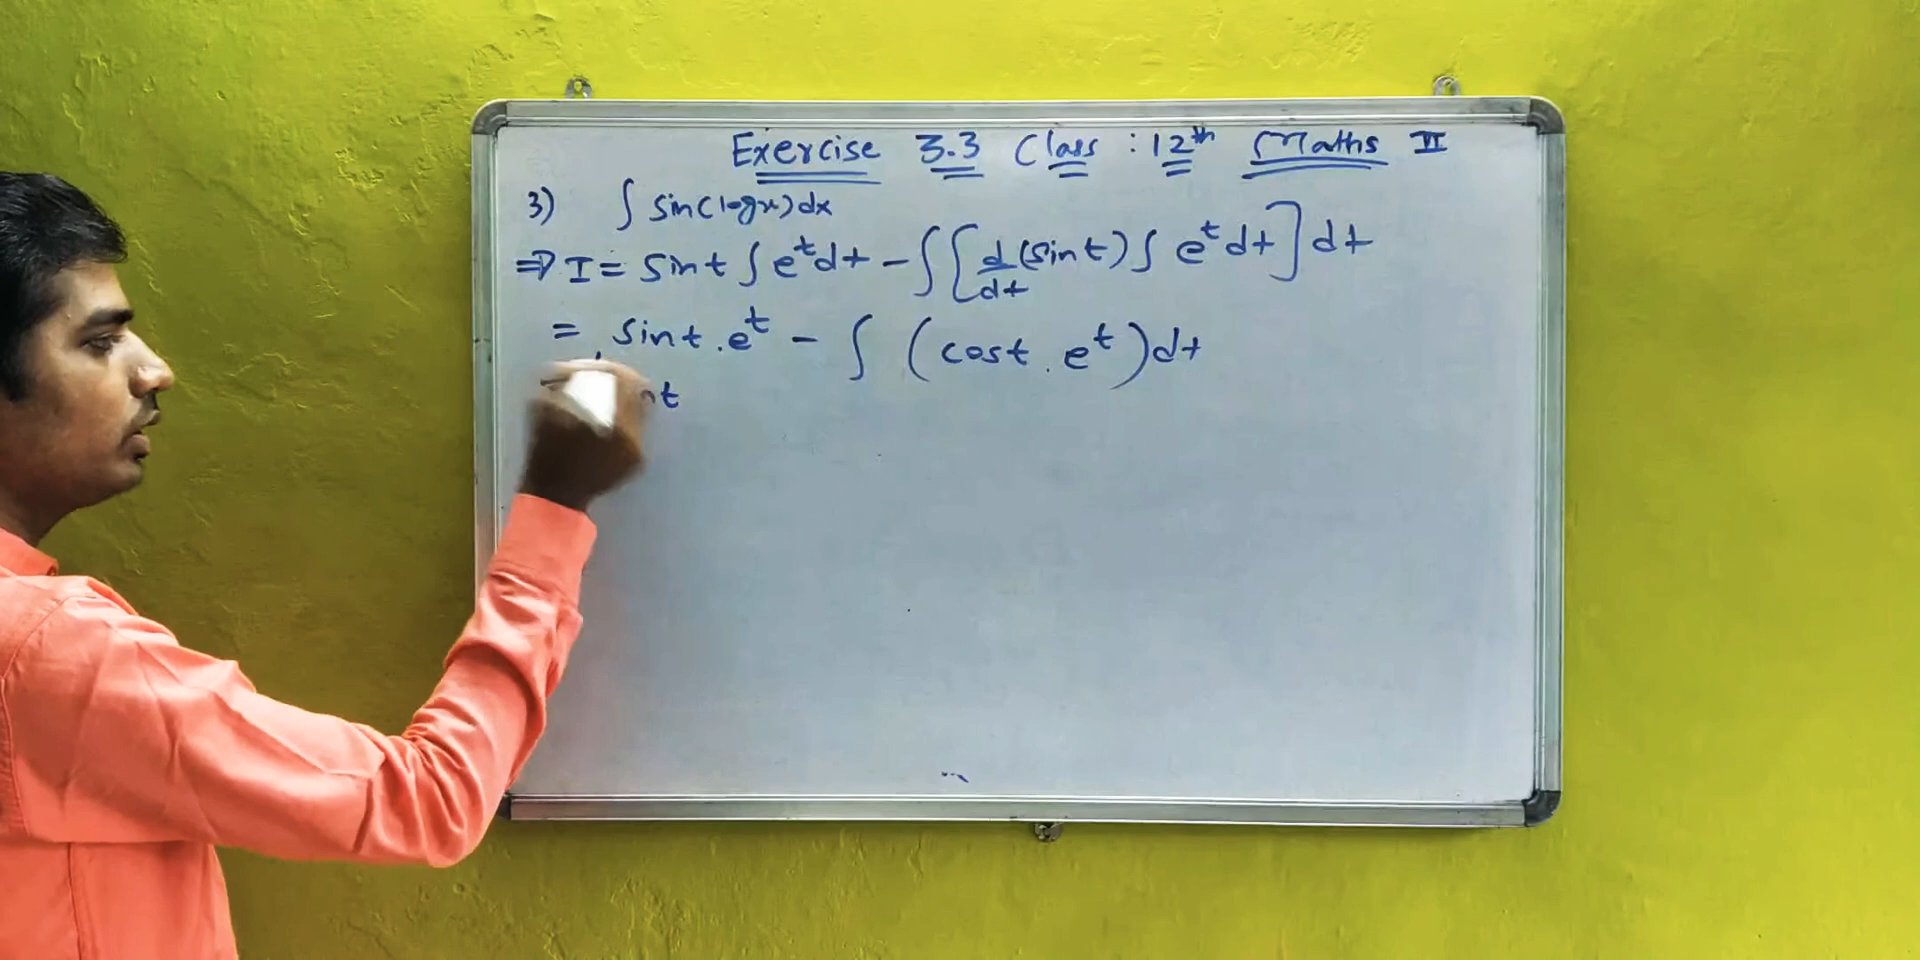 Exercise 3.3 Class : 12th Maths II
3) ∫ sin(logx)dx
⇒ I = sint ∫ e^t dt - ∫ [ d/dt (sint) ∫ e^t dt ] dt
= sint . e^t - ∫ ( cost . e^t ) dt